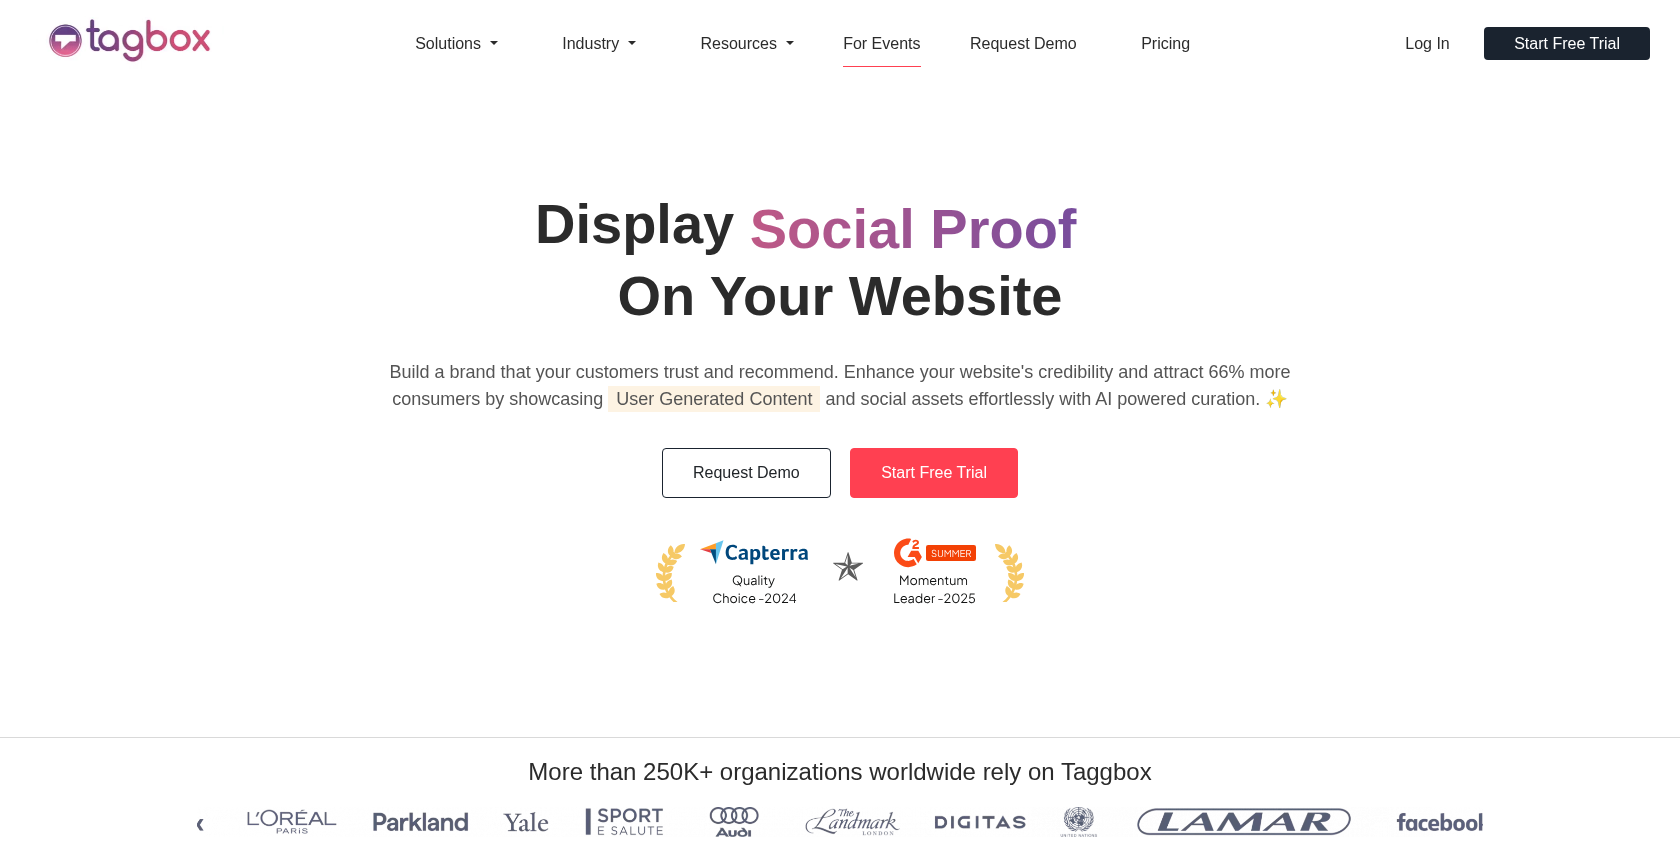 tagbox
Solutions
Industry
Resources
For Events
Request Demo
Pricing
Log In
Start Free Trial
Display Social Proof
On Your Website
Build a brand that your customers trust and recommend. Enhance your website's credibility and attract 66% more
consumers by showcasing User Generated Content and social assets effortlessly with AI powered curation. ✨
Request Demo
Start Free Trial
Capterra
Quality
Choice -2024
G2 SUMMER
Momentum
Leader -2025
More than 250K+ organizations worldwide rely on Taggbox
‹
L'ORÉAL
PARIS
Parkland
Yale
SPORT
E SALUTE
Audi
The
Landmark
LONDON
DIGITAS
UNITED NATIONS
LAMAR
facebook